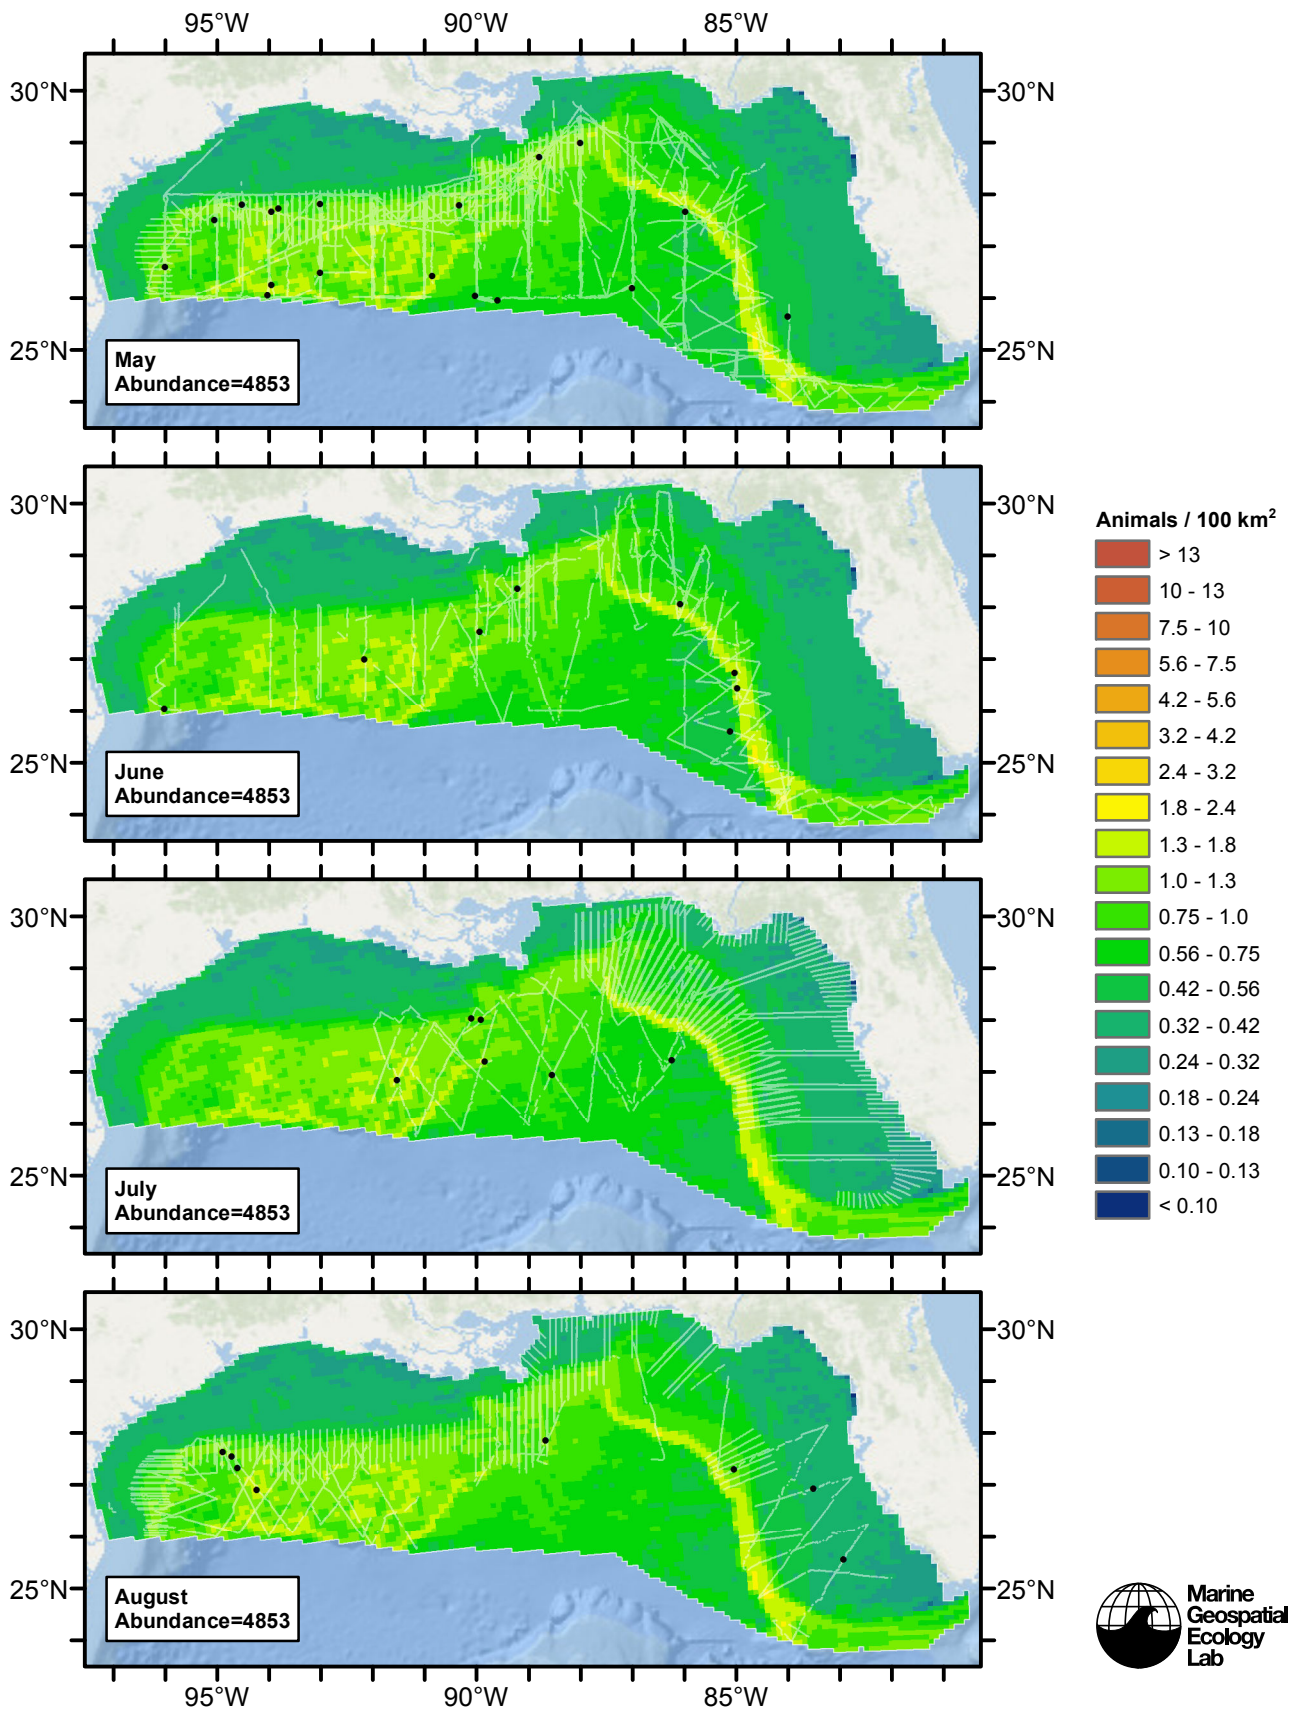 95°W 90°W 85°W
30°N 30°N
25°N 25°N
May
Abundance=4853
30°N 30°N
25°N 25°N
June
Abundance=4853
30°N 30°N
25°N 25°N
July
Abundance=4853
30°N 30°N
25°N 25°N
August
Abundance=4853
95°W 90°W 85°W
Animals / 100 km²
> 13
10 - 13
7.5 - 10
5.6 - 7.5
4.2 - 5.6
3.2 - 4.2
2.4 - 3.2
1.8 - 2.4
1.3 - 1.8
1.0 - 1.3
0.75 - 1.0
0.56 - 0.75
0.42 - 0.56
0.32 - 0.42
0.24 - 0.32
0.18 - 0.24
0.13 - 0.18
0.10 - 0.13
< 0.10
Marine
Geospatial
Ecology
Lab